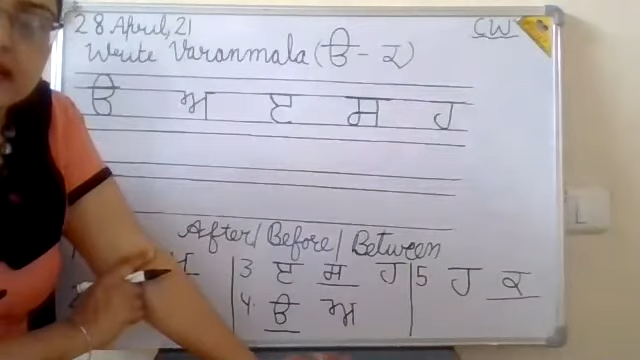 28 April, 21
CW
Write Varanmala (ੳ - ਕ)
ੳ ਅ ੲ ਸ ਹ
After/Before/Between
3 ੲ ਸ ਹ
5 ਹ ਕ
4. ੳ ਅ